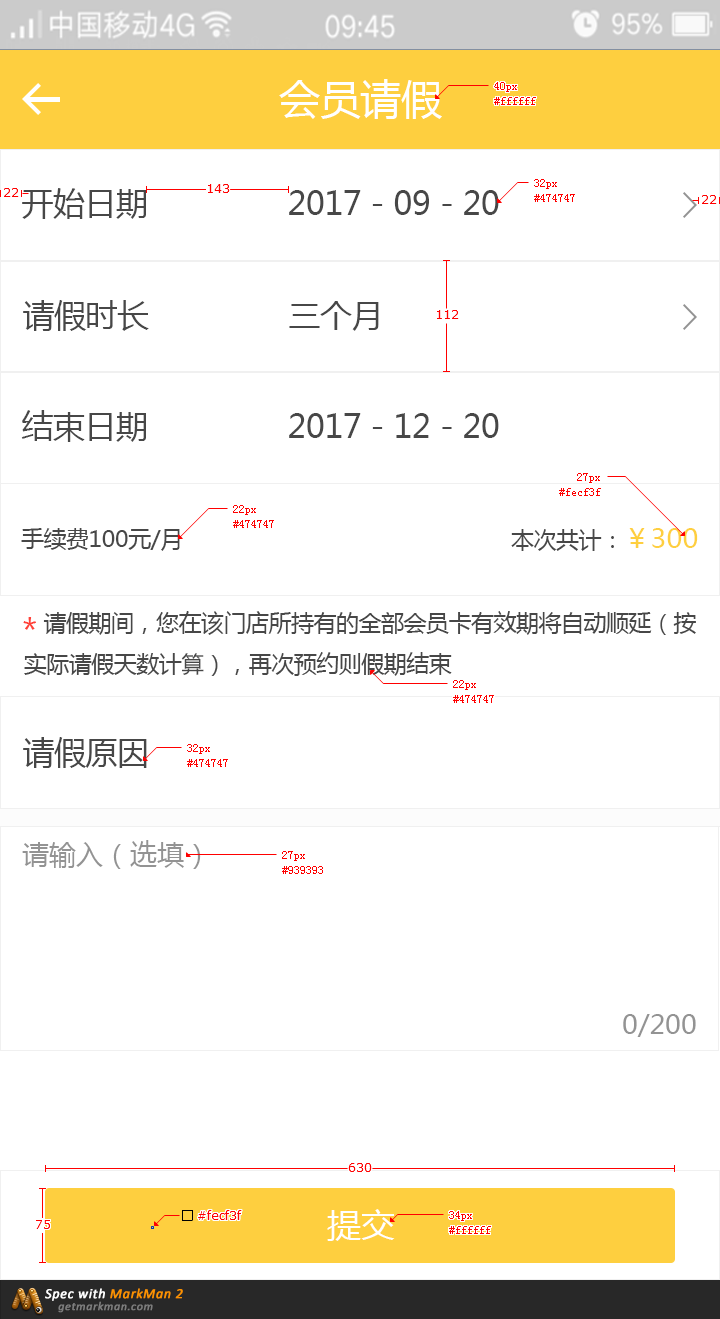 中国移动4G 09:45 95%
会员请假
40px
#ffffff
22 开始日期 143 2017 - 09 - 20 22
32px
#474747
请假时长 三个月
112
结束日期 2017 - 12 - 20
27px
#fecf3f
22px
#474747
手续费100元/月 本次共计：￥300
* 请假期间，您在该门店所持有的全部会员卡有效期将自动顺延（按
实际请假天数计算），再次预约则假期结束
22px
#474747
请假原因
32px
#474747
请输入（选填）
27px
#939393
0/200
630
75 #fecf3f 提交
34px
#ffffff
Spec with MarkMan 2
getmarkman.com